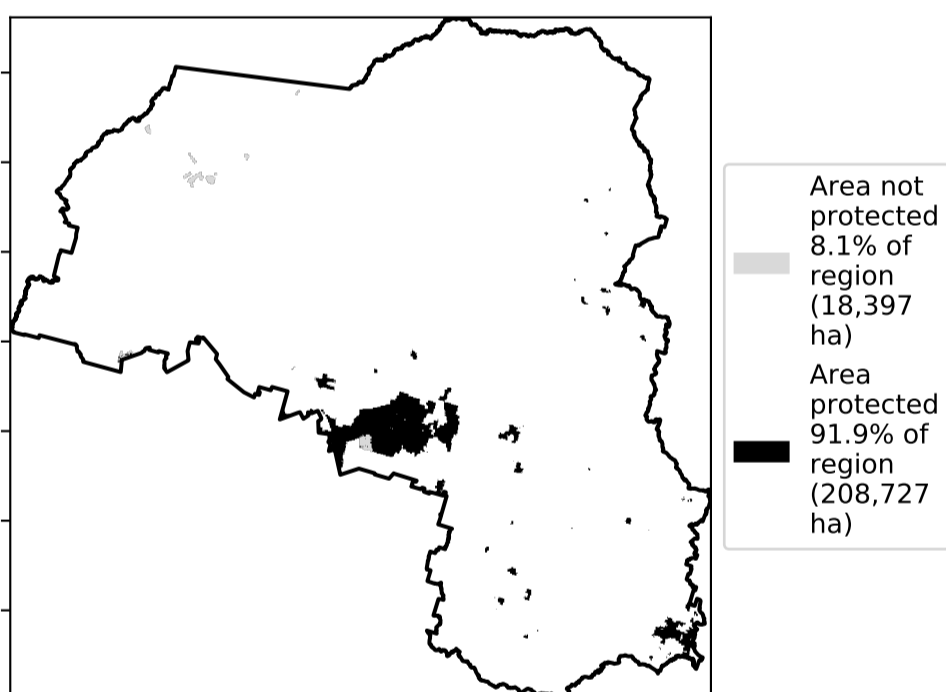 Area not
protected
8.1% of
region
(18,397
ha)
Area
protected
91.9% of
region
(208,727
ha)